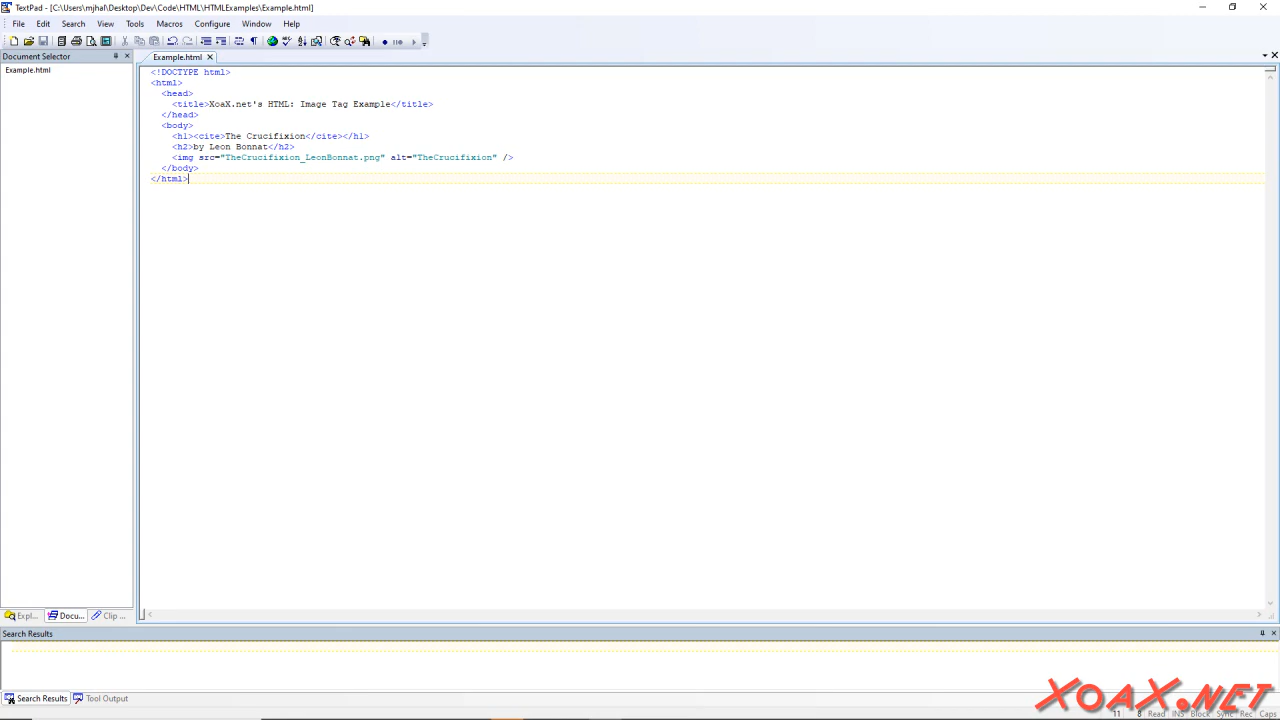 TextPad - [C:\Users\mjhal\Desktop\Dev\Code\HTML\HTMLExamples\Example.html]
File Edit Search View Tools Macros Configure Window Help
Document Selector
Example.html
Example.html
<!DOCTYPE html>
<html>
<head>
<title>XoaX.net's HTML: Image Tag Example</title>
</head>
<body>
<h1><cite>The Crucifixion</cite></h1>
<h2>by Leon Bonnat</h2>
<img src="TheCrucifixion_LeonBonnat.png" alt="TheCrucifixion" />
</body>
</html>
Expl... Docu... Clip ...
Search Results
Search Results Tool Output
XOAX.NET
11 8 Read INS Block Sync Rec Caps